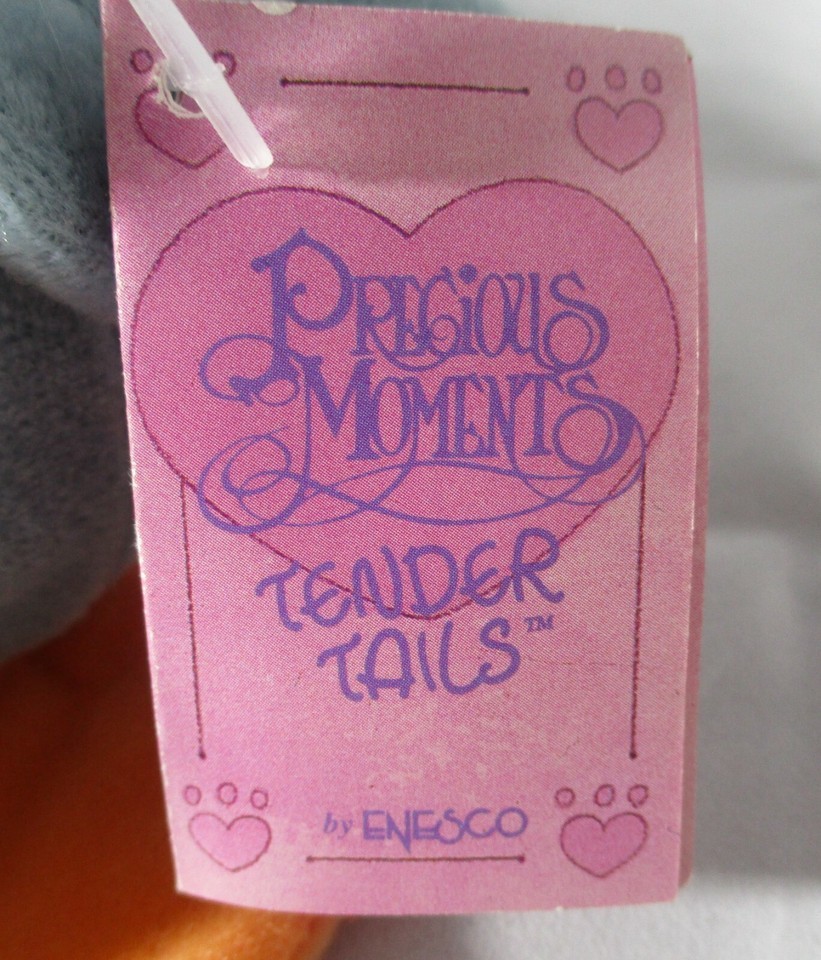 PRECiOUS
MOMENTS
TENDER
TAILS™
by ENESCO